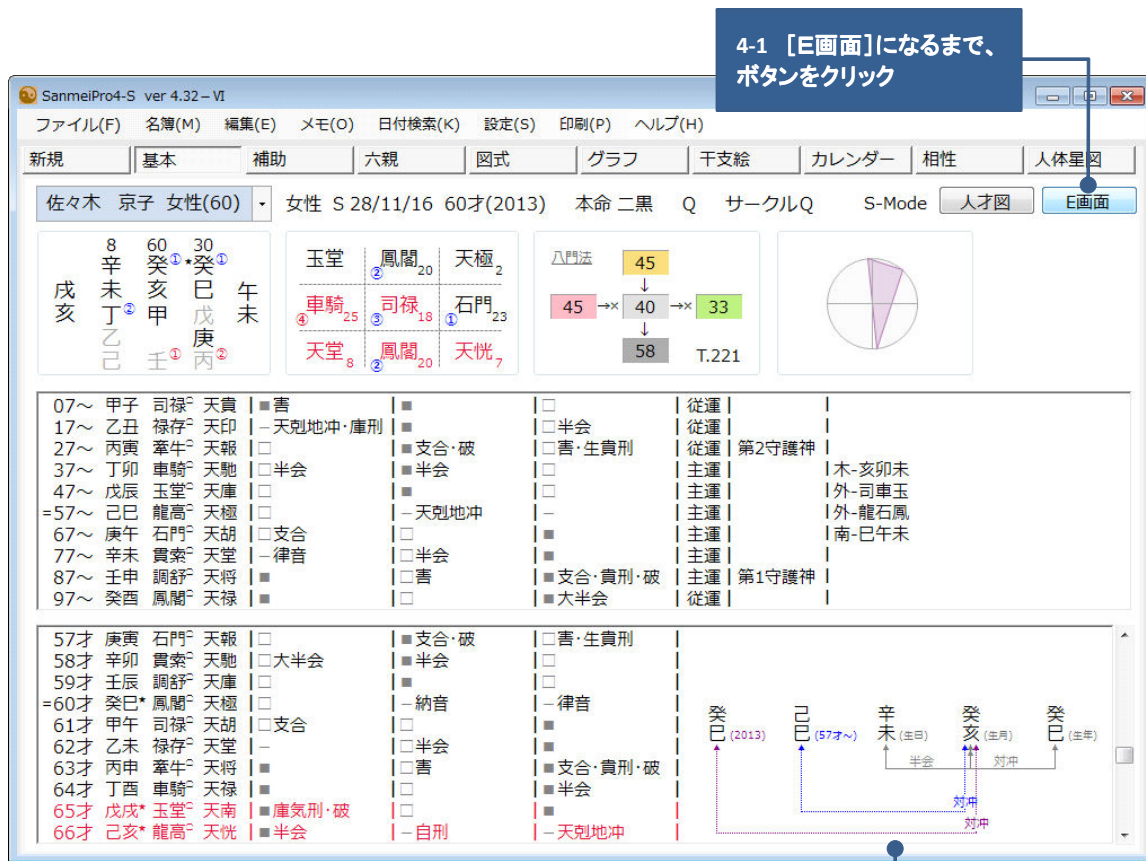 4-1 ［E画面］になるまで、
ボタンをクリック
SanmeiPro4-S ver 4.32 – Ⅵ
ファイル(F) 名簿(M) 編集(E) メモ(O) 日付検索(K) 設定(S) 印刷(P) ヘルプ(H)
新規 基本 補助 六親 図式 グラフ 干支絵 カレンダー 相性 人体星図
佐々木 京子 女性(60) 女性 S 28/11/16 60才(2013) 本命 二黒 Q サークルQ S-Mode 人才図 E画面
8 60 30
辛 癸① ★癸①
戌 未 亥 巳 午
亥 丁② 甲 戊 未
乙 庚
己 壬① 丙②
玉堂 ②鳳閣20 天極2
④車騎25 ③司禄18 ①石門23
天堂8 ②鳳閣20 天恍7
八門法
45
↓
45 →× 40 →× 33
↓
58
T.221
07～ 甲子 司禄 天貴 | ■害 | ■ | □ | 従運 | |
17～ 乙丑 禄存 天印 | –天剋地冲・庫刑 | ■ | □半会 | 従運 | |
27～ 丙寅 牽牛 天報 | □ | ■支合・破 | □害・生貴刑 | 従運 | 第2守護神 |
37～ 丁卯 車騎 天馳 | □半会 | ■半会 | □ | 主運 | | 木-亥卯未
47～ 戊辰 玉堂 天庫 | □ | ■ | □ | 主運 | | 外-司車玉
=57～ 己巳 龍高 天極 | □ | –天剋地冲 | – | 主運 | | 外-龍石鳳
67～ 庚午 石門 天胡 | □支合 | □ | ■ | 主運 | | 南-巳午未
77～ 辛未 貫索 天堂 | –律音 | □半会 | ■ | 主運 | |
87～ 壬申 調舒 天将 | ■ | □害 | ■支合・貴刑・破 | 主運 | 第1守護神 |
97～ 癸酉 鳳閣 天禄 | ■ | □ | ■大半会 | 従運 | |
57才 庚寅 石門 天報 | □ | ■支合・破 | □害・生貴刑 |
58才 辛卯 貫索 天馳 | □大半会 | ■半会 | □ |
59才 壬辰 調舒 天庫 | □ | ■ | □ |
=60才 癸巳★ 鳳閣 天極 | □ | –納音 | –律音 |
61才 甲午 司禄 天胡 | □支合 | □ | ■ |
62才 乙未 禄存 天堂 | – | □半会 | ■ |
63才 丙申 牽牛 天将 | ■ | □害 | ■支合・貴刑・破 |
64才 丁酉 車騎 天禄 | ■ | □ | ■半会 |
65才 戊戌★ 玉堂 天南 | ■庫気刑・破 | □ | ■ |
66才 己亥★ 龍高 天恍 | ■半会 | –自刑 | –天剋地冲 |
癸 己 辛 癸 癸
巳(2013) 巳(57才～) 未(生日) 亥(生月) 巳(生年)
半会 対冲
対冲
対冲